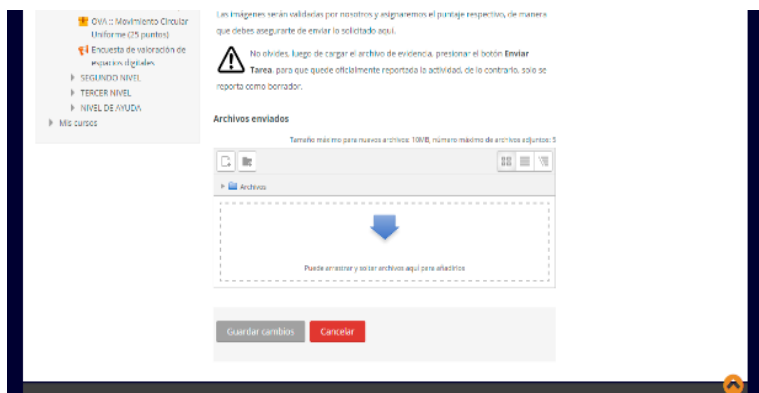 OVA :: Movimiento Circular
Uniforme (25 puntos)
Encuesta de valoración de
espacios digitales
SEGUNDO NIVEL
TERCER NIVEL
NIVEL DE AYUDA
Mis cursos
Las imágenes serán validadas por nosotros y asignaremos el puntaje respectivo, de manera
que debes asegurarte de enviar lo solicitado aquí.
No olvides, luego de cargar el archivo de evidencia, presionar el botón Enviar
Tarea, para que quede oficialmente reportada la actividad, de lo contrario, solo se
reporta como borrador.
Archivos enviados
Tamaño máximo para nuevos archivos: 10MB, número máximo de archivos adjuntos: 5
Archivos
Puede arrastrar y soltar archivos aquí para añadirlos
Guardar cambios
Cancelar